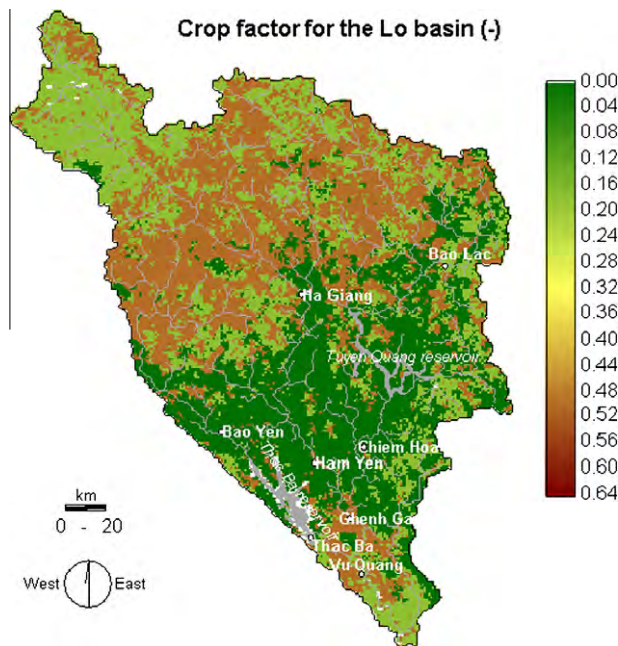 Crop factor for the Lo basin (-)
0.00
0.04
0.08
0.12
0.16
0.20
0.24
0.28
0.32
0.36
0.40
0.44
0.48
0.52
0.56
0.60
0.64
Bao Lac
Ha Giang
Tuyen Quang reservoir
Bao Yen
Chiem Hoa
Thac Ba reservoir
Ham Yen
Ghenh Ga
Thac Ba
Vu Quang
km
0 - 20
West East